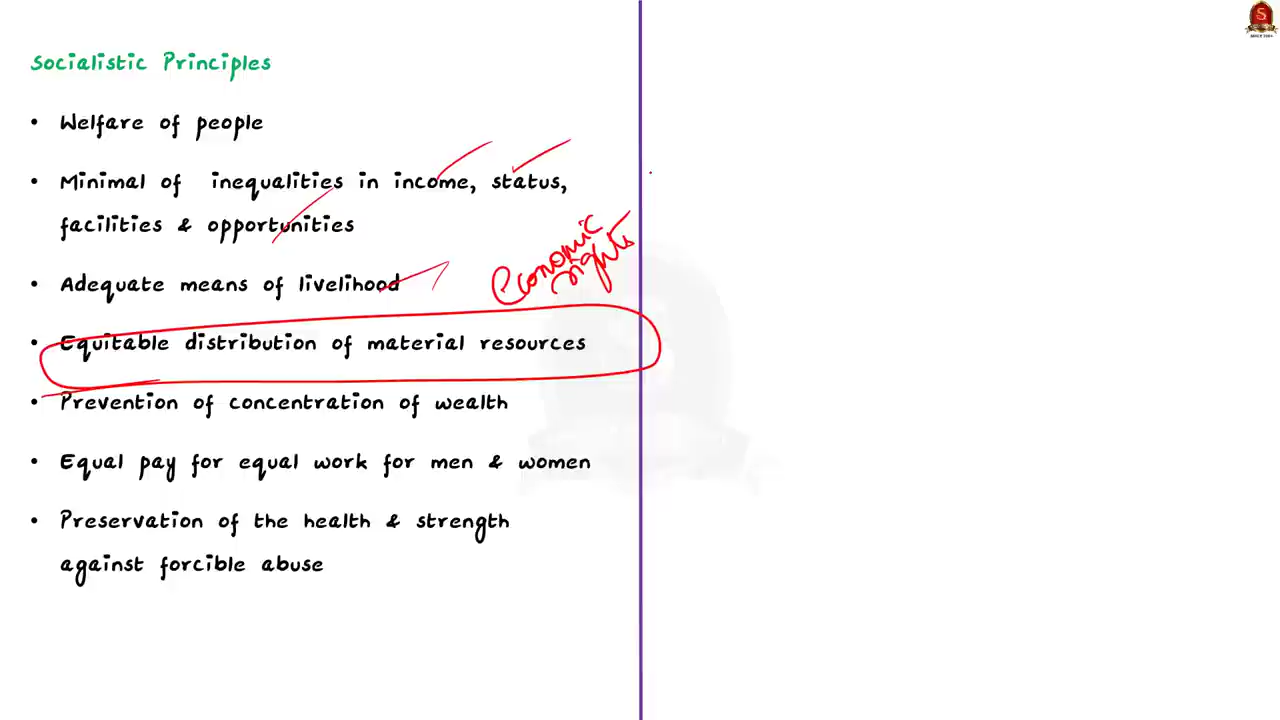 Socialistic Principles
• Welfare of people
• Minimal of inequalities in income, status,
facilities & opportunities
• Adequate means of livelihood
economic
rights
• Equitable distribution of material resources
• Prevention of concentration of wealth
• Equal pay for equal work for men & women
• Preservation of the health & strength
against forcible abuse
S